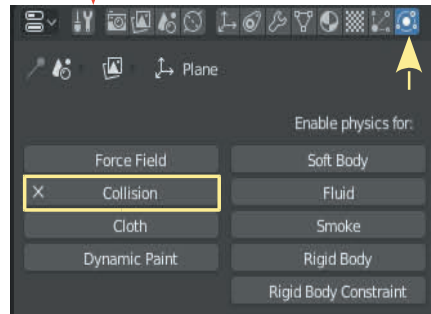 Plane
Enable physics for:
Force Field
Soft Body
X Collision
Fluid
Cloth
Smoke
Dynamic Paint
Rigid Body
Rigid Body Constraint